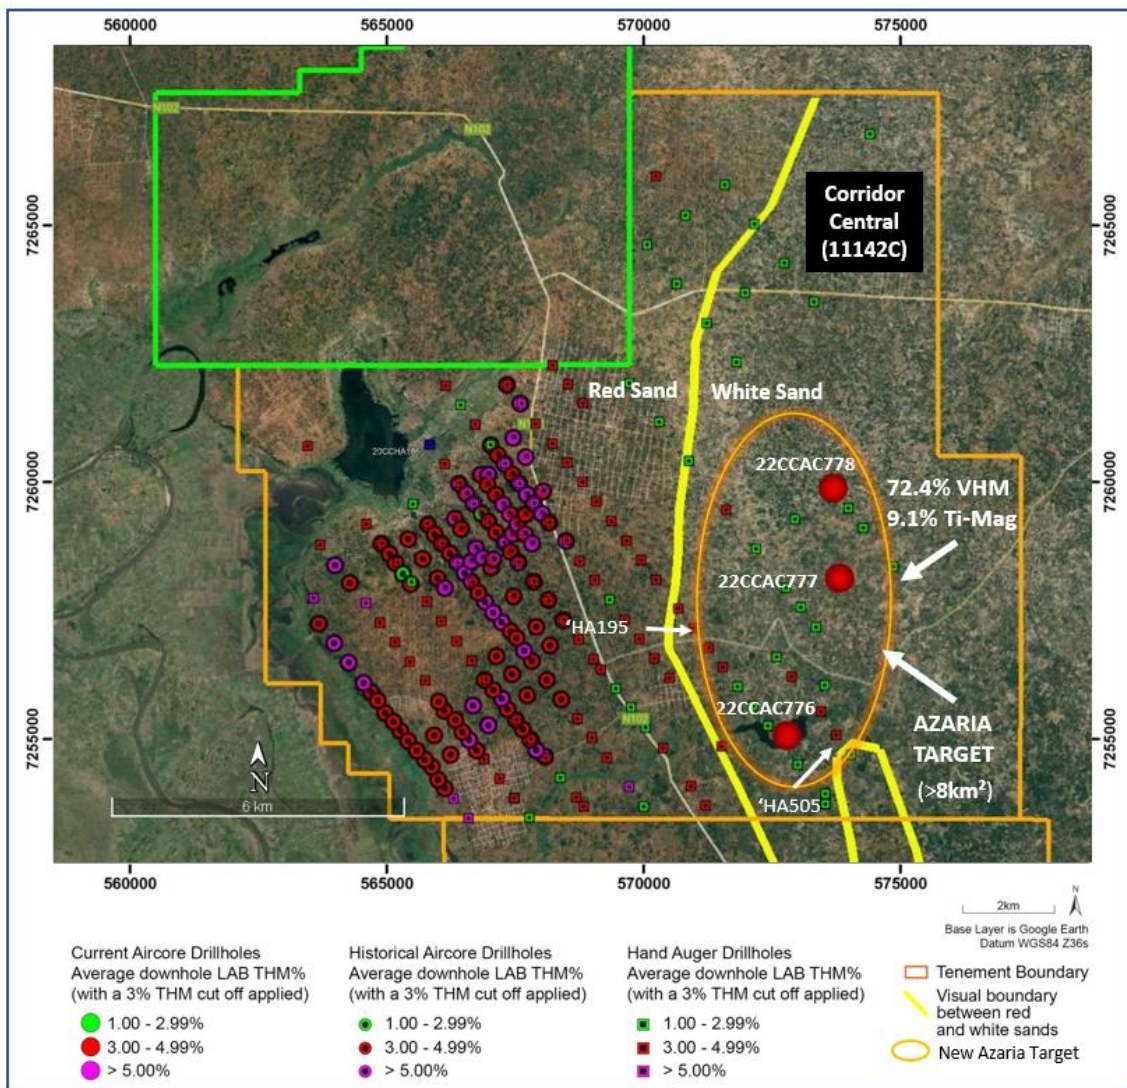 560000
565000
570000
575000
7265000
7260000
7255000
7265000
7260000
7255000
N102
N102
Corridor
Central
(11142C)
Red Sand
White Sand
20CCHA
22CCAC778
72.4% VHM
9.1% Ti-Mag
22CCAC777
‘HA195
22CCAC776
N102
AZARIA
TARGET
(>8km²)
‘HA505
N
6 km
560000
565000
570000
575000
N
2km
Base Layer is Google Earth
Datum WGS84 Z36s
Current Aircore Drillholes
Average downhole LAB THM%
(with a 3% THM cut off applied)
1.00 - 2.99%
3.00 - 4.99%
> 5.00%
Historical Aircore Drillholes
Average downhole LAB THM%
(with a 3% THM cut off applied)
1.00 - 2.99%
3.00 - 4.99%
> 5.00%
Hand Auger Drillholes
Average downhole LAB THM%
(with a 3% THM cut off applied)
1.00 - 2.99%
3.00 - 4.99%
> 5.00%
Tenement Boundary
Visual boundary
between red
and white sands
New Azaria Target